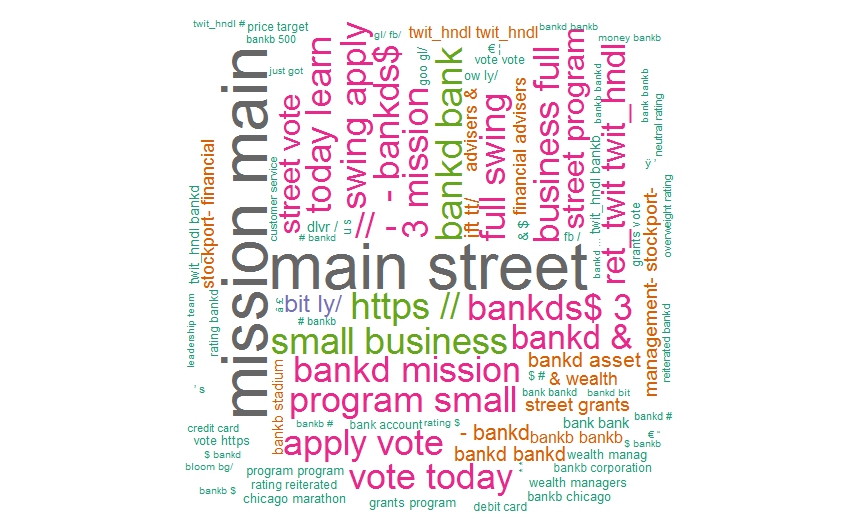 twit_hndl #
price target
bankb 500
gl/ fb/
twit_hndl twit_hndl
bankd bankb
money bankb
just got
mission main
street vote
today learn
swing apply
//
- bankds$
-
3 mission
goo gl/
bankd bank
vote vote
ow ly/
advisers &
ift tt/
full swing
financial advisers
& $
business full
street program
fb /
bankb bankd
twit_hndl bankb
bankd ...
ret_twit twit_hndl
grants vote
bank bankb
neutral rating
ÿ '
overweight rating
management- stockport-
reiterated bankd
stockport- financial
twit_hndl bankd
customer service
dlvr /
# bankd
u s
main street
bit ly/
# bankb
https //
bankds$ 3
small business
bankd &
rating bankd
leadership team
' s
bankd mission
bankd asset
$ #
& wealth
program small
bank bankd
bankd bit
street grants
bankb stadium
credit card
vote https
$ bankd
bloom bg/
bankb $
bankb #
bank account
rating $
apply vote
- bankd
bankb bankb
bank bank
bankd #
$ bankb
bankd bankd
wealth manag
bankb corporation
program program
rating reiterated
chicago marathon
vote today
wealth managers
bankb chicago
grants program
debit card